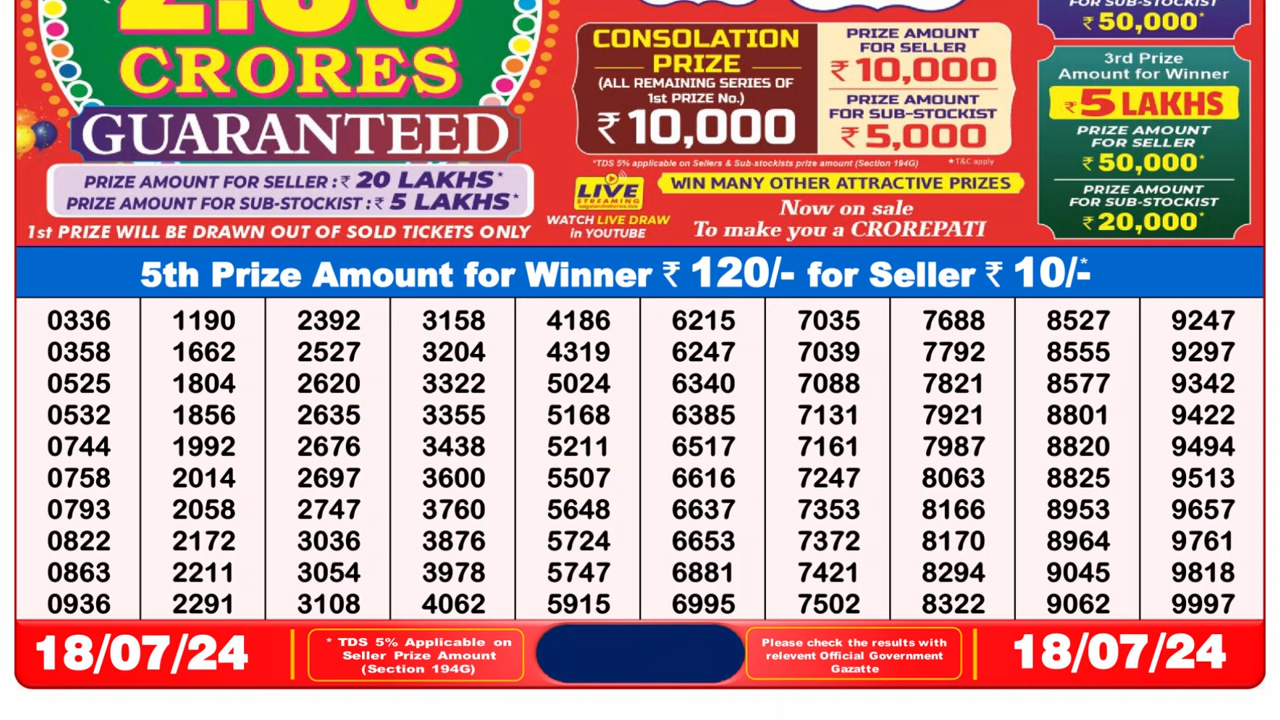 CRORES
GUARANTEED
PRIZE AMOUNT FOR SELLER : ₹ 20 LAKHS*
PRIZE AMOUNT FOR SUB-STOCKIST : ₹ 5 LAKHS*
1st PRIZE WILL BE DRAWN OUT OF SOLD TICKETS ONLY
CONSOLATION
PRIZE
(ALL REMAINING SERIES OF
1st PRIZE No.)
₹ 10,000
PRIZE AMOUNT
FOR SELLER
₹ 10,000
PRIZE AMOUNT
FOR SUB-STOCKIST
₹ 5,000
*TDS 5% applicable on Sellers & Sub-stockists prize amount (Section 194G)
*T&C apply
LIVE
STREAMING
WATCH LIVE DRAW
in YOUTUBE
WIN MANY OTHER ATTRACTIVE PRIZES
Now on sale
To make you a CROREPATI
FOR SUB-STOCKIST
₹ 50,000*
3rd Prize
Amount for Winner
₹ 5 LAKHS
PRIZE AMOUNT
FOR SELLER
₹ 50,000*
PRIZE AMOUNT
FOR SUB-STOCKIST
₹ 20,000*
5th Prize Amount for Winner ₹ 120/- for Seller ₹ 10/-*
0336 1190 2392 3158 4186 6215 7035 7688 8527 9247
0358 1662 2527 3204 4319 6247 7039 7792 8555 9297
0525 1804 2620 3322 5024 6340 7088 7821 8577 9342
0532 1856 2635 3355 5168 6385 7131 7921 8801 9422
0744 1992 2676 3438 5211 6517 7161 7987 8820 9494
0758 2014 2697 3600 5507 6616 7247 8063 8825 9513
0793 2058 2747 3760 5648 6637 7353 8166 8953 9657
0822 2172 3036 3876 5724 6653 7372 8170 8964 9761
0863 2211 3054 3978 5747 6881 7421 8294 9045 9818
0936 2291 3108 4062 5915 6995 7502 8322 9062 9997
18/07/24
* TDS 5% Applicable on
Seller Prize Amount
(Section 194G)
Please check the results with
relevent Official Government
Gazatte
18/07/24